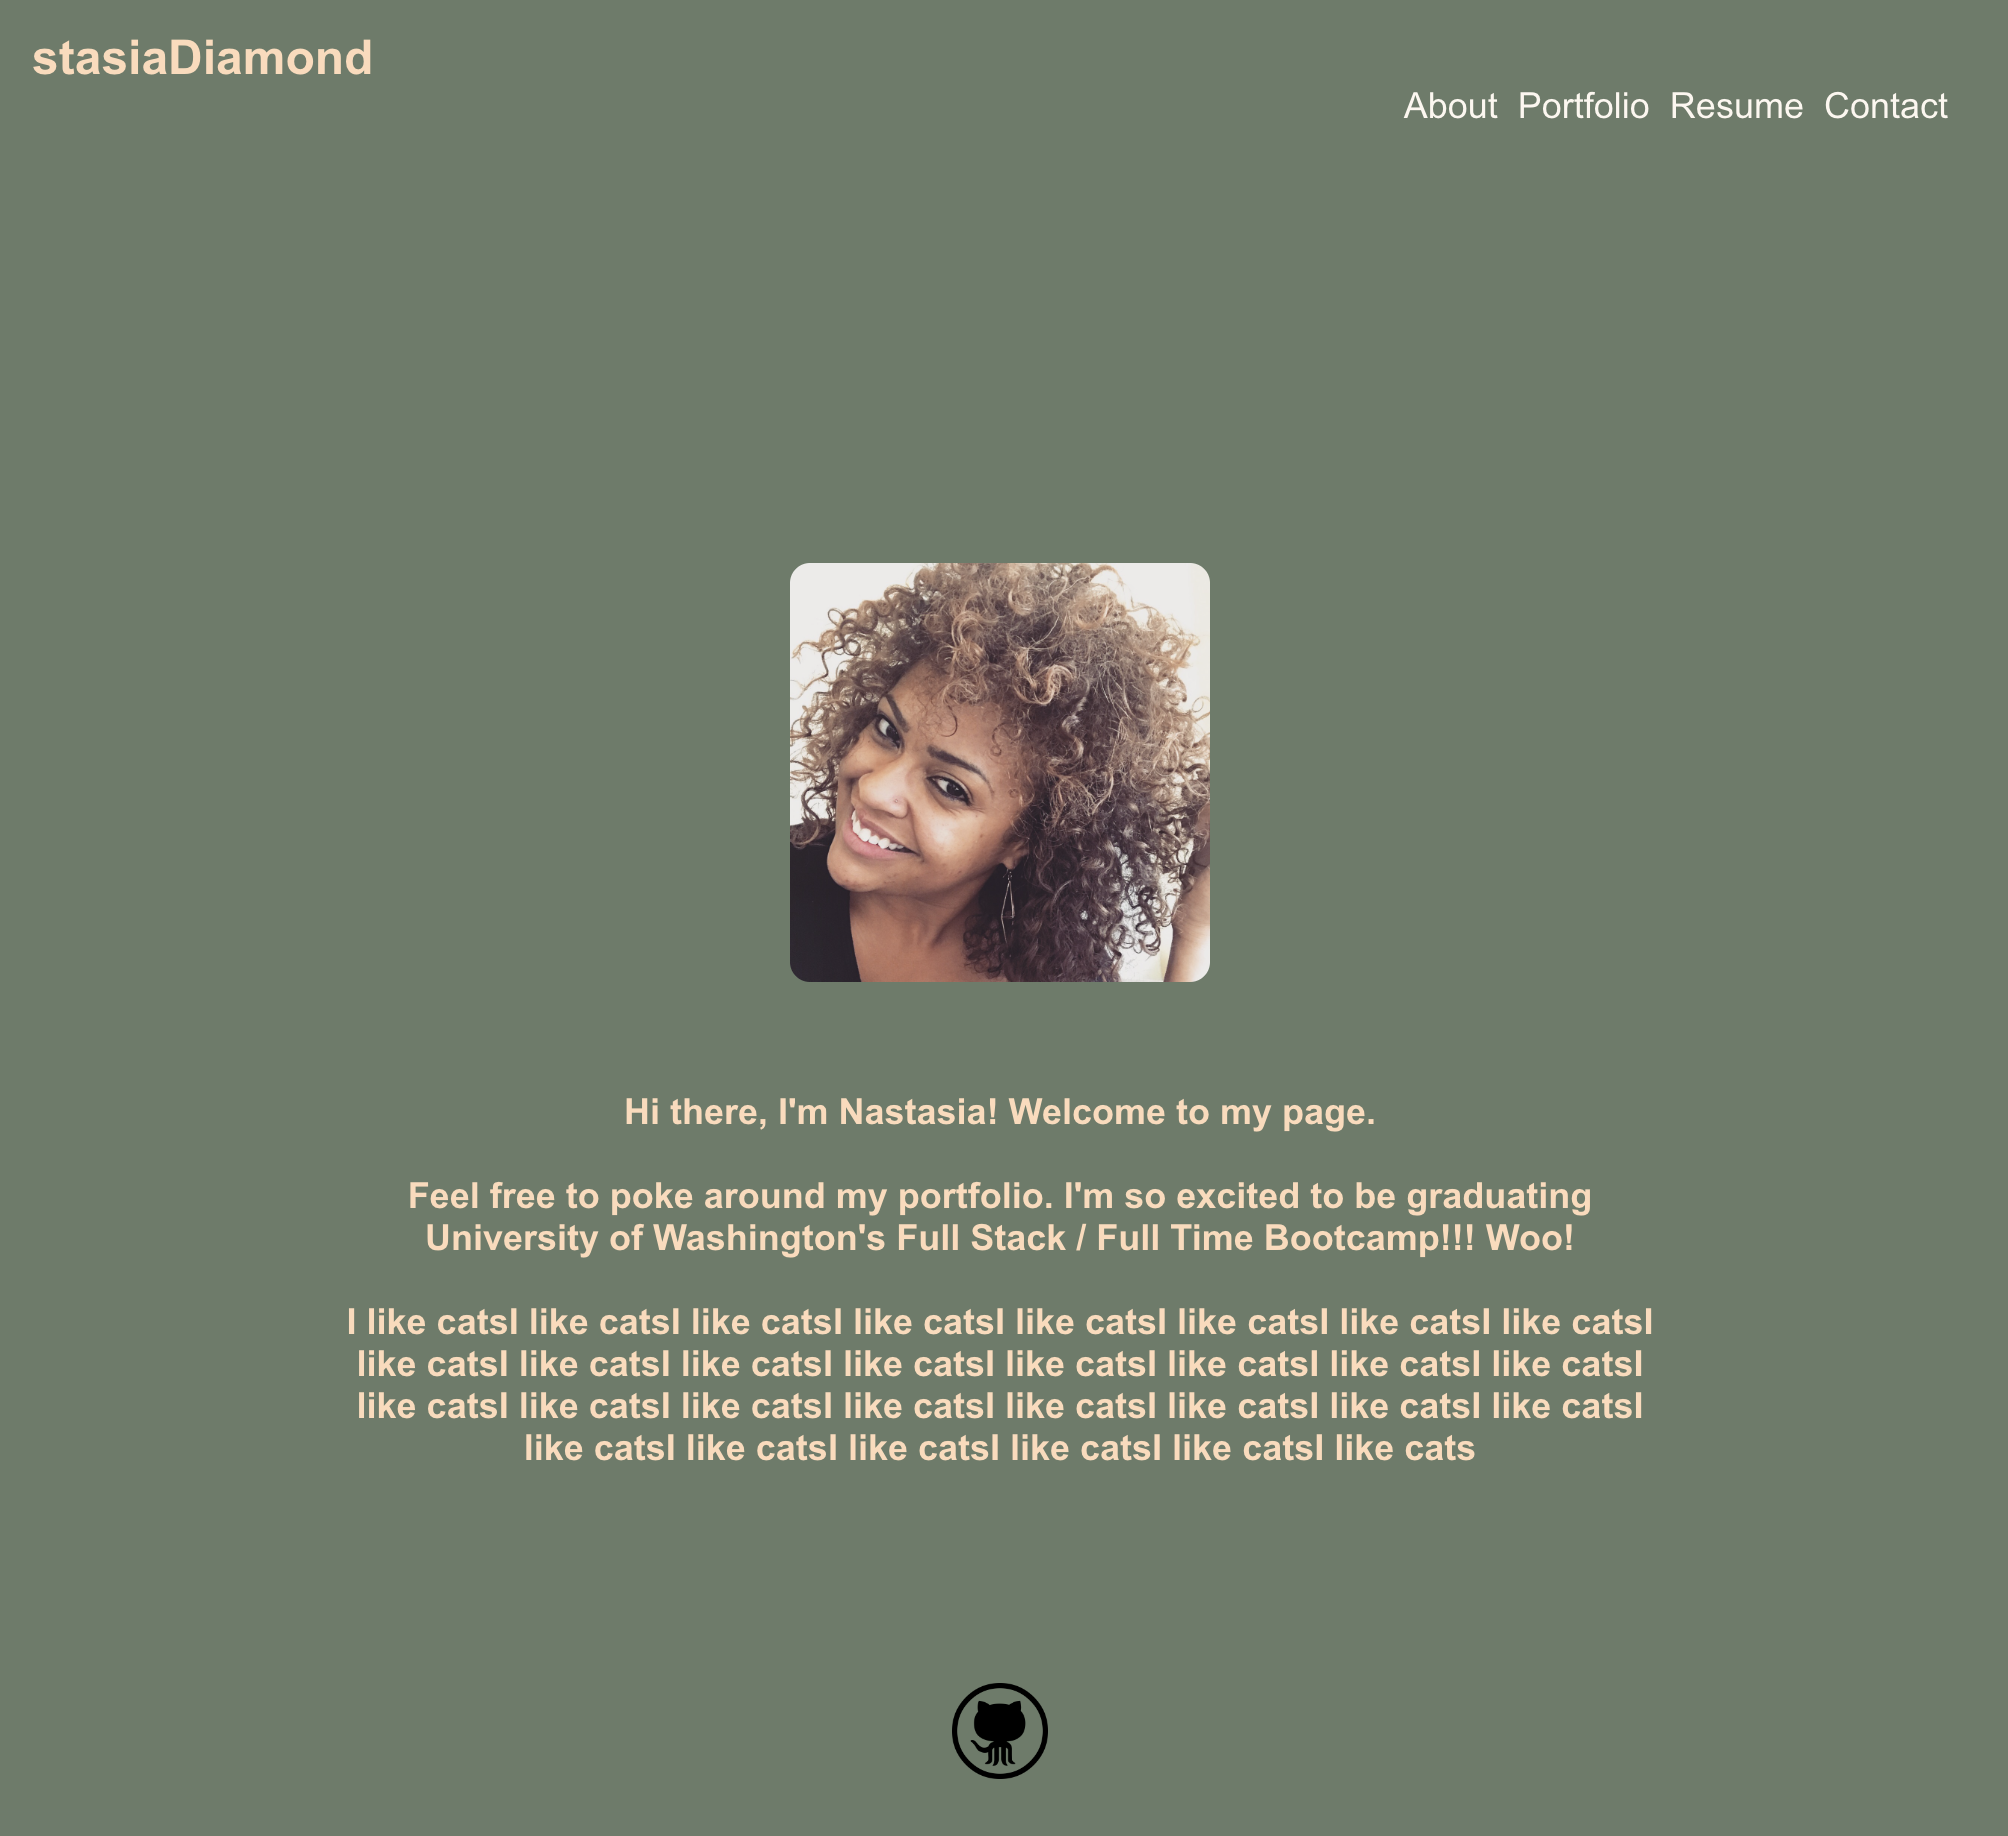 stasiaDiamond
About Portfolio Resume Contact
Hi there, I'm Nastasia! Welcome to my page.
Feel free to poke around my portfolio. I'm so excited to be graduating
University of Washington's Full Stack / Full Time Bootcamp!!! Woo!
I like catsI like catsI like catsI like catsI like catsI like catsI like catsI like catsI
like catsI like catsI like catsI like catsI like catsI like catsI like catsI like catsI
like catsI like catsI like catsI like catsI like catsI like catsI like catsI like catsI
like catsI like catsI like catsI like catsI like catsI like cats